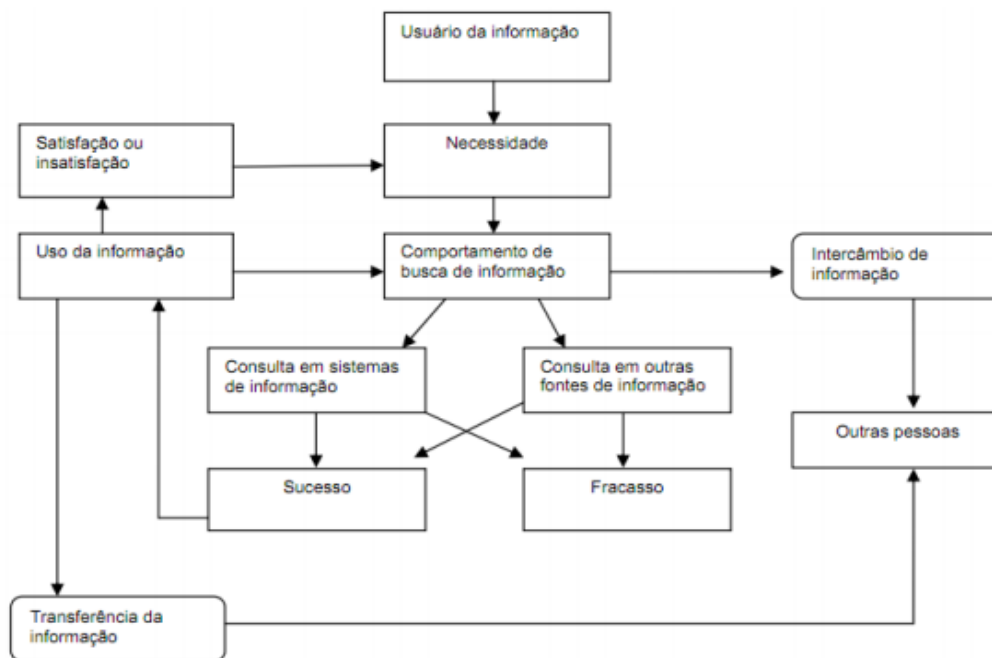 Usuário da informação
Satisfação ou
insatisfação
Necessidade
Uso da informação
Comportamento de
busca de informação
Intercâmbio de
informação
Consulta em sistemas
de informação
Consulta em outras
fontes de informação
Outras pessoas
Sucesso
Fracasso
Transferência da
informação